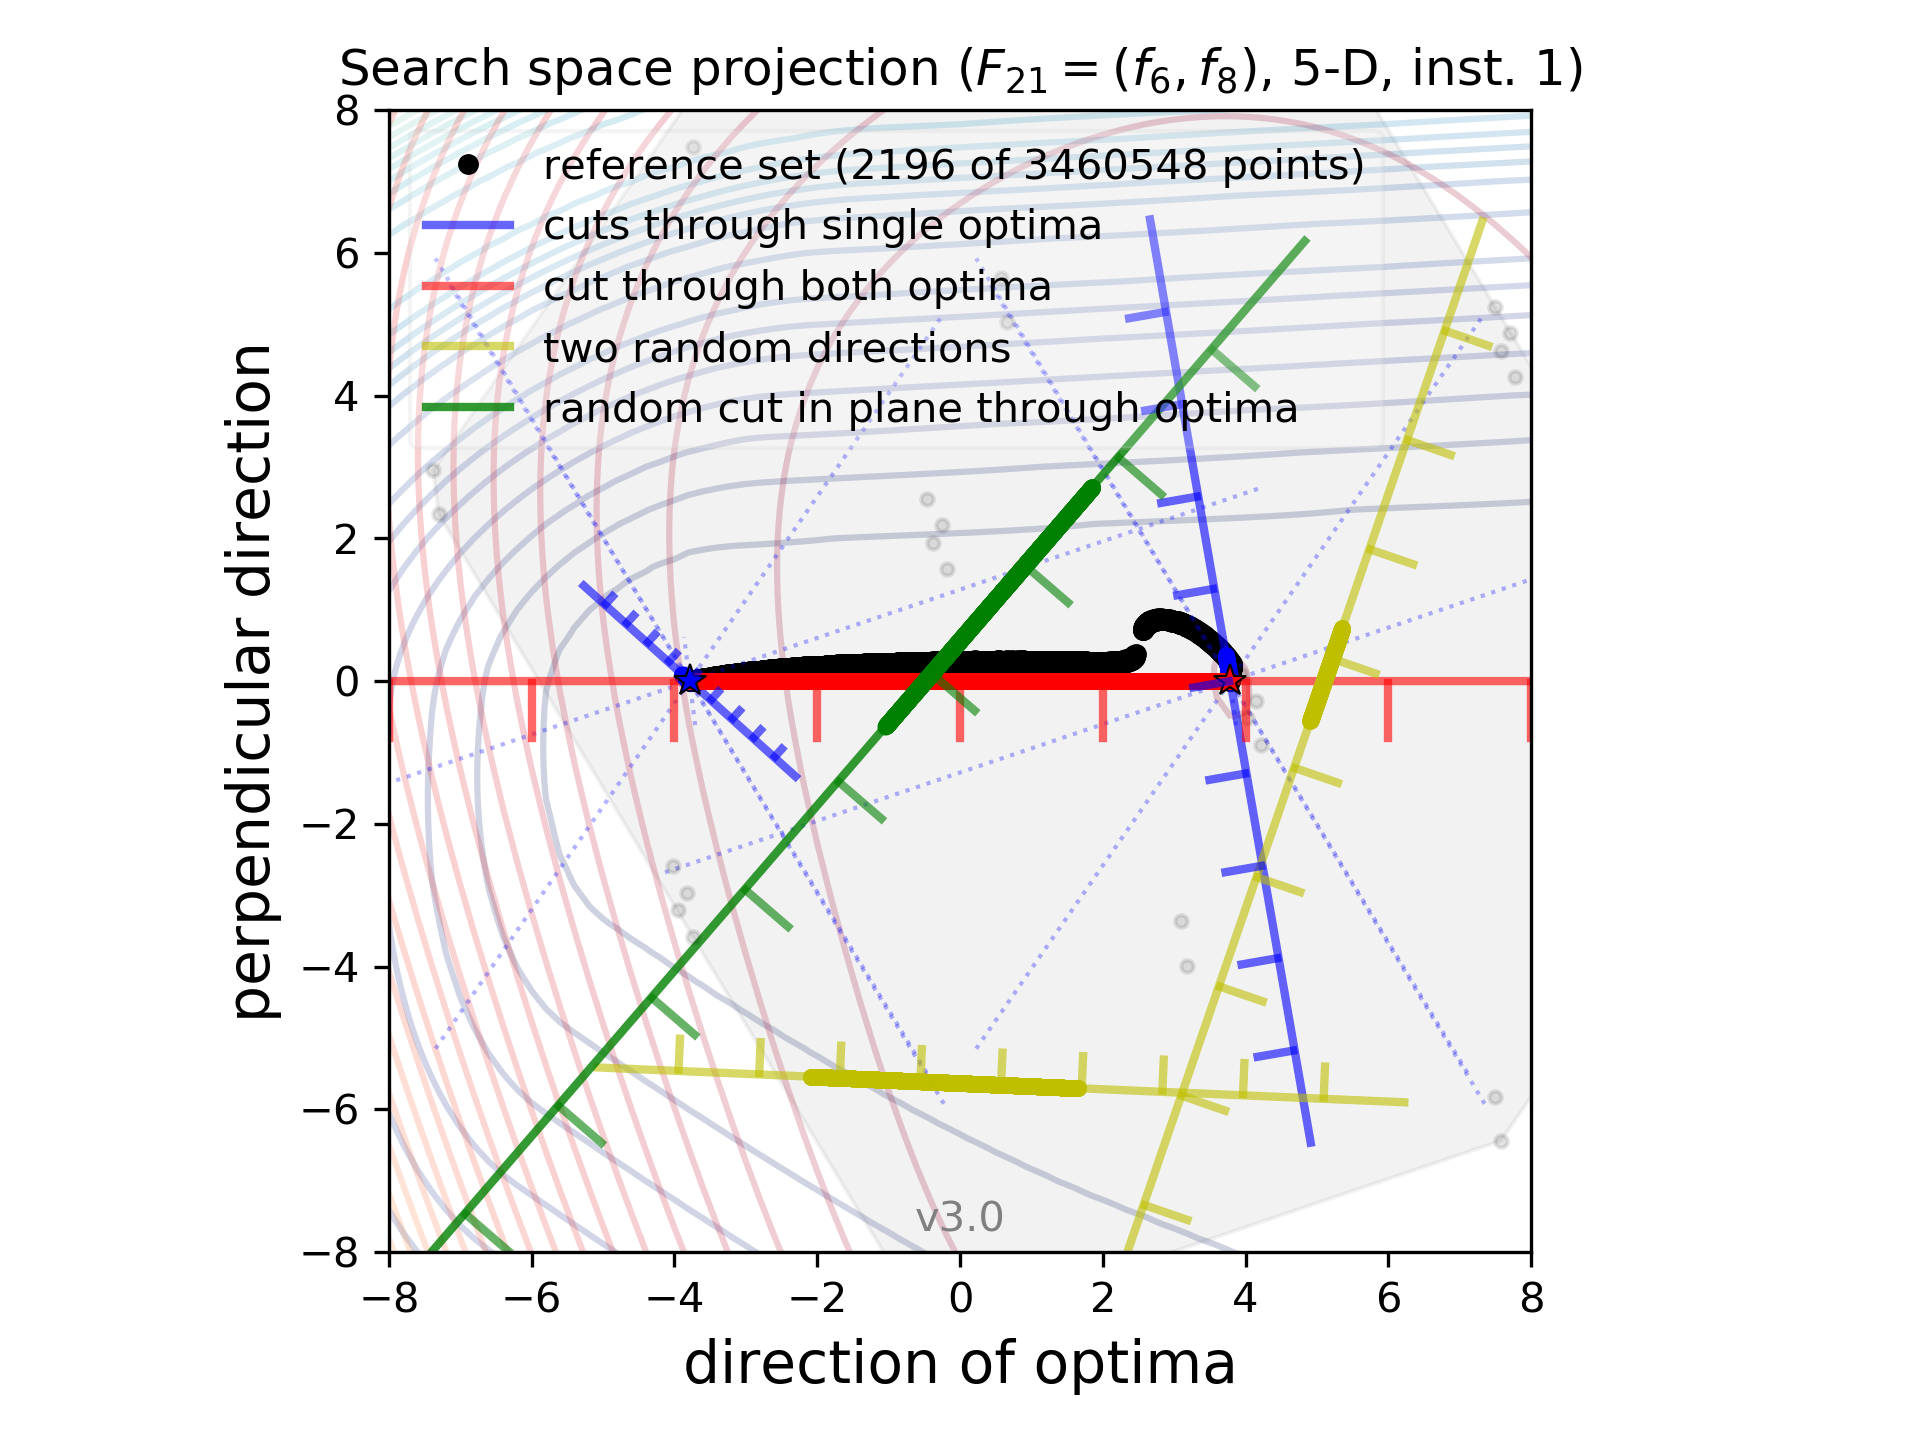 Search space projection (F₂₁ = (f₆, f₈), 5-D, inst. 1)
reference set (2196 of 3460548 points)
cuts through single optima
cut through both optima
two random directions
random cut in plane through optima
8
6
4
2
0
−2
−4
−6
−8
perpendicular direction
v3.0
−8 −6 −4 −2 0 2 4 6 8
direction of optima